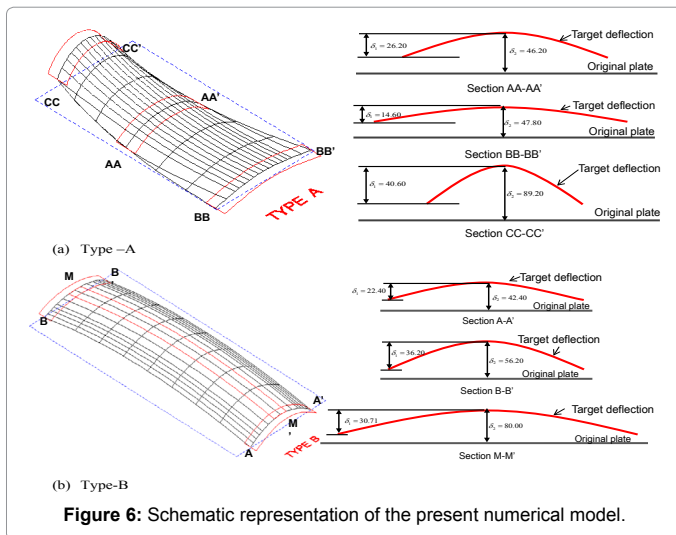 CC'
CC
AA'
AA
BB'
BB
TYPE A
δ₁ = 26.20
δ₂ = 46.20
Target deflection
Original plate
Section AA-AA'
δ₁ = 14.60
δ₂ = 47.80
Target deflection
Original plate
Section BB-BB'
δ₁ = 40.60
δ₂ = 89.20
Target deflection
Original plate
Section CC-CC'
(a) Type –A
M
B
'
B
A'
M
'
A
TYPE B
δ₁ = 22.40
δ₂ = 42.40
Target deflection
Original plate
Section A-A'
δ₁ = 36.20
δ₂ = 56.20
Target deflection
Original plate
Section B-B'
δ₁ = 30.71
δ₂ = 80.00
Target deflection
Original plate
Section M-M'
(b) Type-B
Figure 6: Schematic representation of the present numerical model.